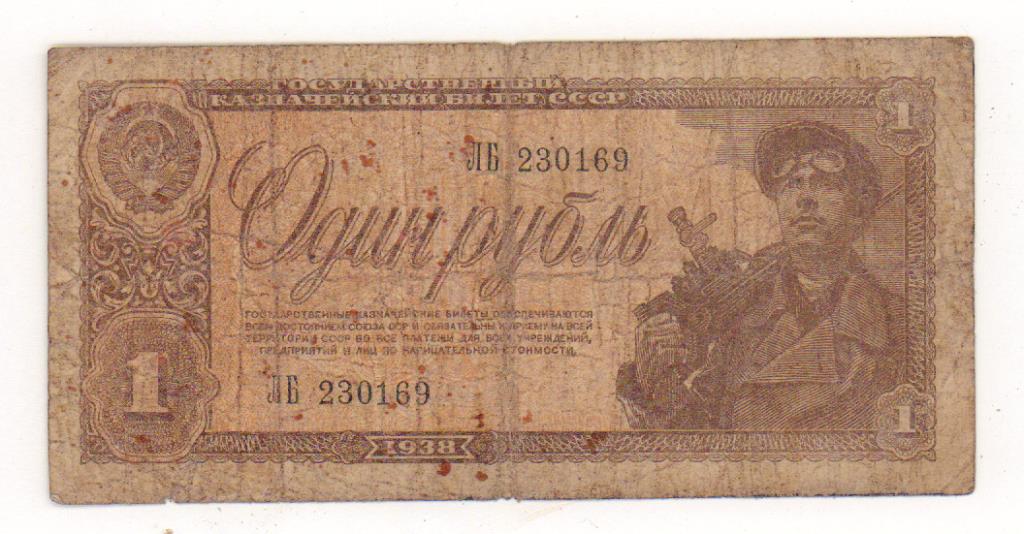 ГОСУДАРСТВЕННЫЙ
КАЗНАЧЕЙСКИЙ БИЛЕТ СССР
1
ЛБ 230169
Один рубль
ГОСУДАРСТВЕННЫЕ КАЗНАЧЕЙСКИЕ БИЛЕТЫ ОБЕСПЕЧИВАЮТСЯ
ВСЕМ ДОСТОЯНИЕМ СОЮЗА ССР И ОБЯЗАТЕЛЬНЫ К ПРИЕМУ НА ВСЕЙ
ТЕРРИТОРИИ СССР ВО ВСЕ ПЛАТЕЖИ ДЛЯ ВСЕХ УЧРЕЖДЕНИЙ,
ПРЕДПРИЯТИЙ И ЛИЦ ПО НАРИЦАТЕЛЬНОЙ СТОИМОСТИ.
1
ЛБ 230169
1
1938